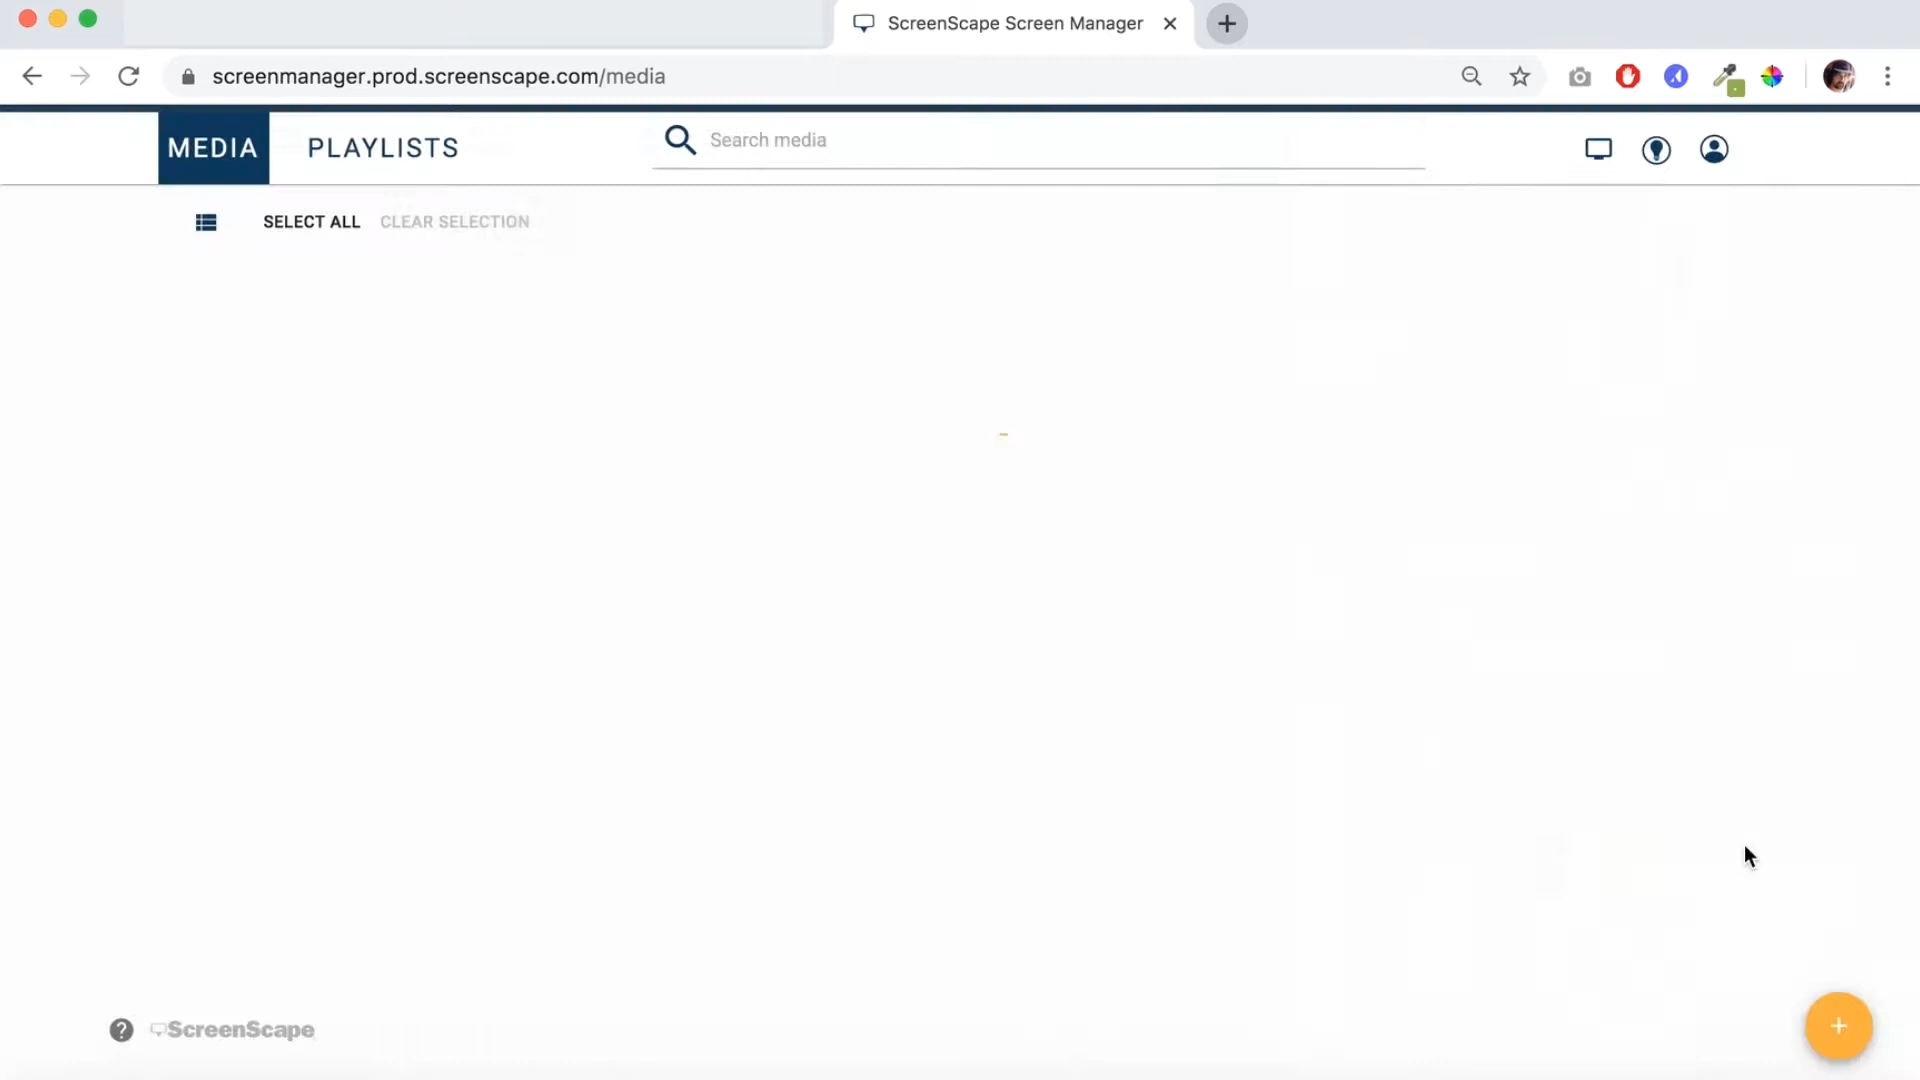 ScreenScape Screen Manager
screenmanager.prod.screenscape.com/media
MEDIA PLAYLISTS Search media
SELECT ALL CLEAR SELECTION
ScreenScape